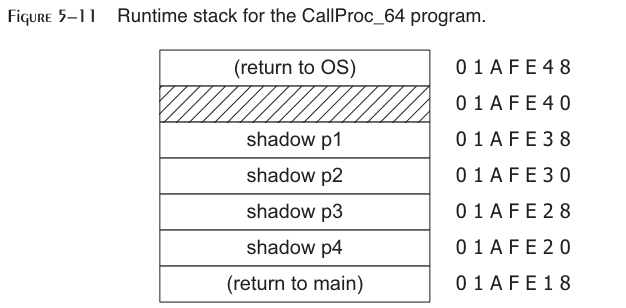 Figure 5–11 Runtime stack for the CallProc_64 program.
(return to OS) 01AFE48
01AFE40
shadow p1 01AFE38
shadow p2 01AFE30
shadow p3 01AFE28
shadow p4 01AFE20
(return to main) 01AFE18